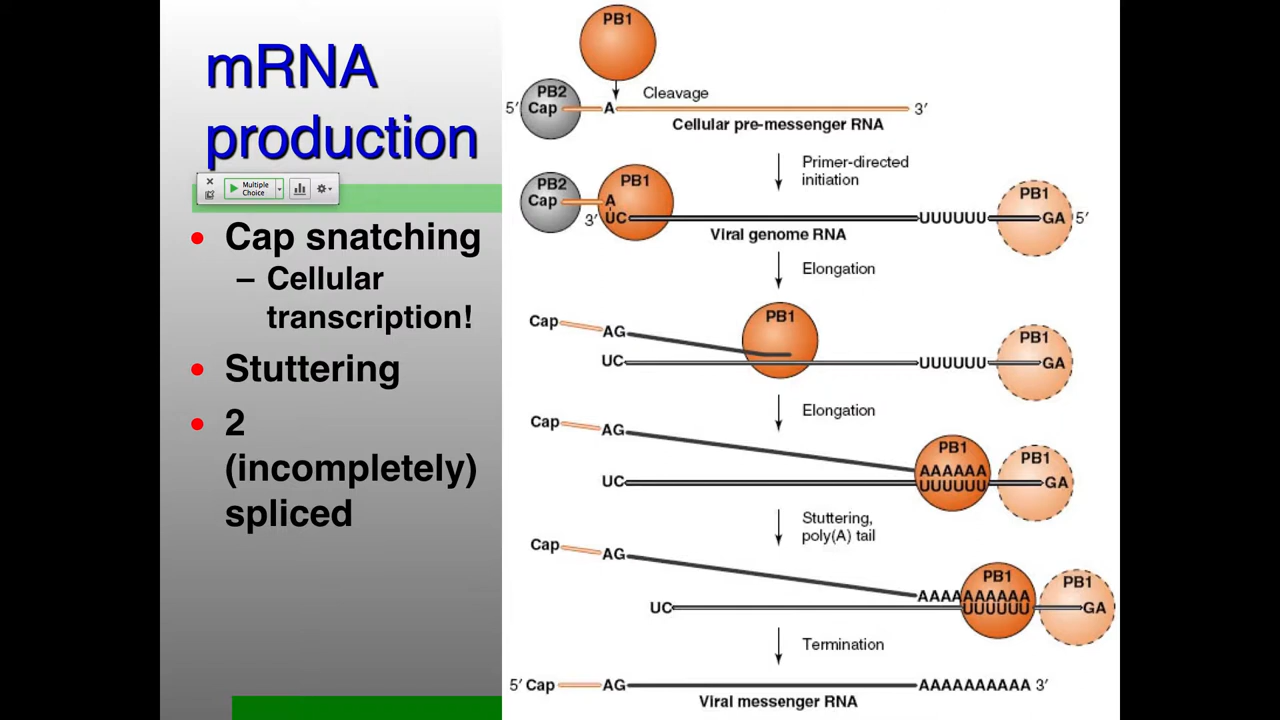 mRNA
production
Multiple
Choice
• Cap snatching
– Cellular
transcription!
• Stuttering
• 2
(incompletely)
spliced
PB1
PB2
5′ Cap A 3′
Cleavage
Cellular pre-messenger RNA
Primer-directed
initiation
PB2
Cap
PB1
A
3′ UC UUUUUU PB1 GA 5′
Viral genome RNA
Elongation
Cap AG PB1
UC UUUUUU PB1 GA
Elongation
Cap AG PB1
AAAAAA
UC UUUUUU PB1 GA
Stuttering,
poly(A) tail
Cap AG PB1
AAAAAAAAAA
UC UUUUUU PB1 GA
Termination
5′ Cap AG AAAAAAAAAA 3′
Viral messenger RNA